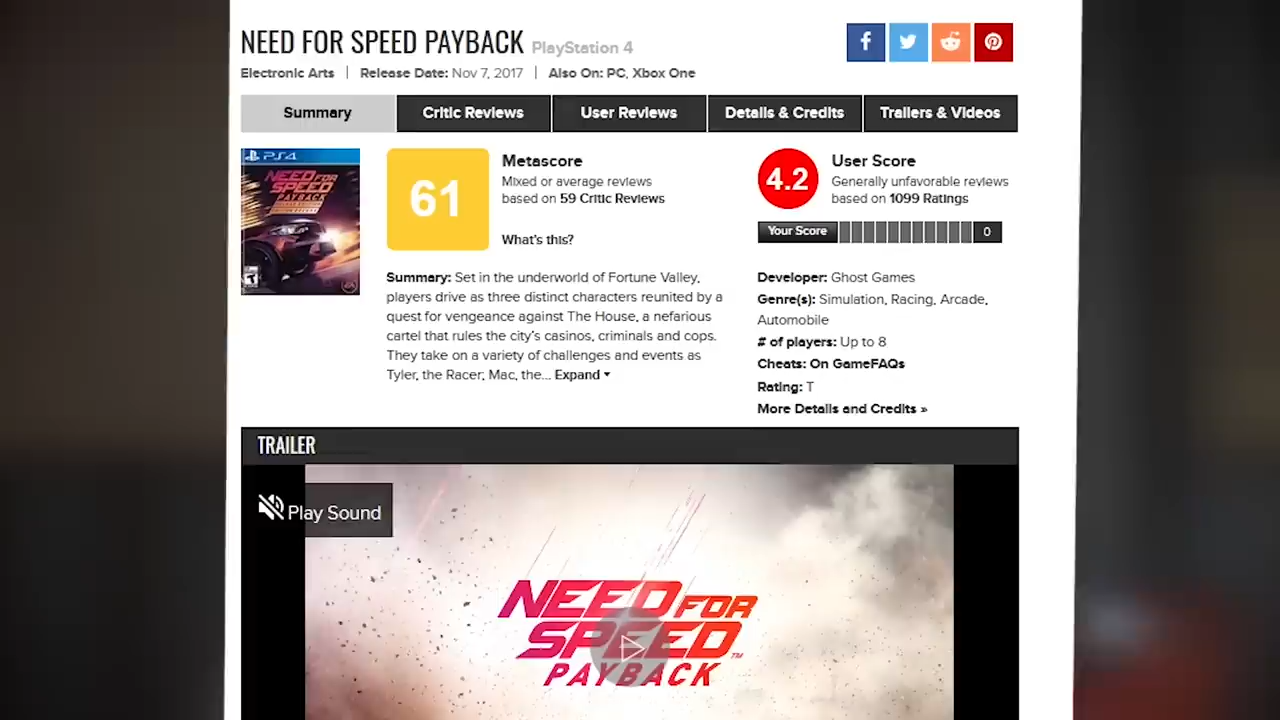 NEED FOR SPEED PAYBACK PlayStation 4
Electronic Arts | Release Date: Nov 7, 2017 | Also On: PC, Xbox One
Summary Critic Reviews User Reviews Details & Credits Trailers & Videos
PS4
NEED FOR
SPEED
PAYBACK
T
EA
61
Metascore
Mixed or average reviews
based on 59 Critic Reviews
What's this?
4.2
User Score
Generally unfavorable reviews
based on 1099 Ratings
Your Score 0
Summary: Set in the underworld of Fortune Valley,
players drive as three distinct characters reunited by a
quest for vengeance against The House, a nefarious
cartel that rules the city's casinos, criminals and cops.
They take on a variety of challenges and events as
Tyler, the Racer; Mac, the... Expand
Developer: Ghost Games
Genre(s): Simulation, Racing, Arcade,
Automobile
# of players: Up to 8
Cheats: On GameFAQs
Rating: T
More Details and Credits »
TRAILER
Play Sound
NEED FOR
SPEED™
PAYBACK